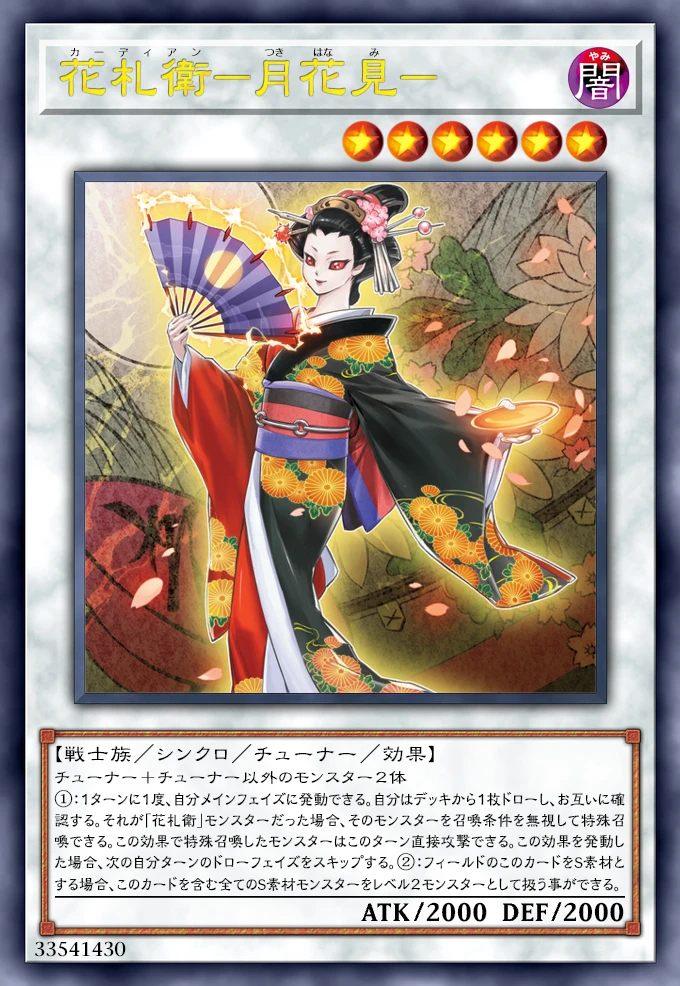 カーディアン つき はな み
花札衛－月花見－
やみ
闇
【戦士族／シンクロ／チューナー／効果】
チューナー＋チューナー以外のモンスター２体
①：1ターンに1度、自分メインフェイズに発動できる。自分はデッキから1枚ドローし、お互いに確
認する。それが「花札衛」モンスターだった場合、そのモンスターを召喚条件を無視して特殊召
喚できる。この効果で特殊召喚したモンスターはこのターン直接攻撃できる。この効果を発動し
た場合、次の自分ターンのドローフェイズをスキップする。②：フィールドのこのカードをS素材と
する場合、このカードを含む全てのS素材モンスターをレベル２モンスターとして扱う事ができる。
ATK/2000 DEF/2000
33541430